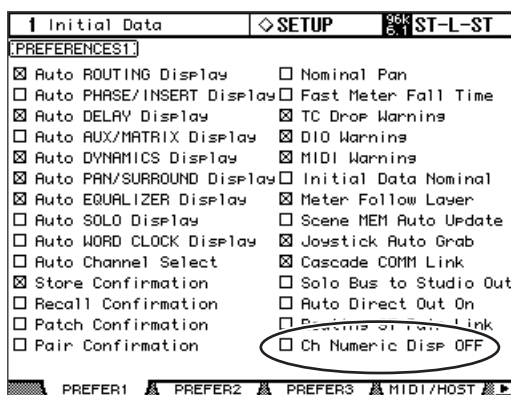 1 Initial Data ◇SETUP 96K 6.1 ST-L-ST
PREFERENCES1
☒ Auto ROUTING Display
☐ Auto PHASE/INSERT Display
☒ Auto DELAY Display
☐ Auto AUX/MATRIX Display
☒ Auto DYNAMICS Display
☒ Auto PAN/SURROUND Display
☒ Auto EQUALIZER Display
☐ Auto SOLO Display
☐ Auto WORD CLOCK Display
☐ Auto Channel Select
☒ Store Confirmation
☐ Recall Confirmation
☐ Patch Confirmation
☐ Pair Confirmation
☐ Nominal Pan
☐ Fast Meter Fall Time
☒ TC Drop Warning
☒ DIO Warning
☒ MIDI Warning
☐ Initial Data Nominal
☒ Meter Follow Layer
☐ Scene MEM Auto Update
☒ Joystick Auto Grab
☒ Cascade COMM Link
☐ Solo Bus to Studio Out
☐ Auto Direct Out On
☐ Routing ST Pair Link
☐ Ch Numeric Disp OFF
PREFER1 PREFER2 PREFER3 MIDI/HOST